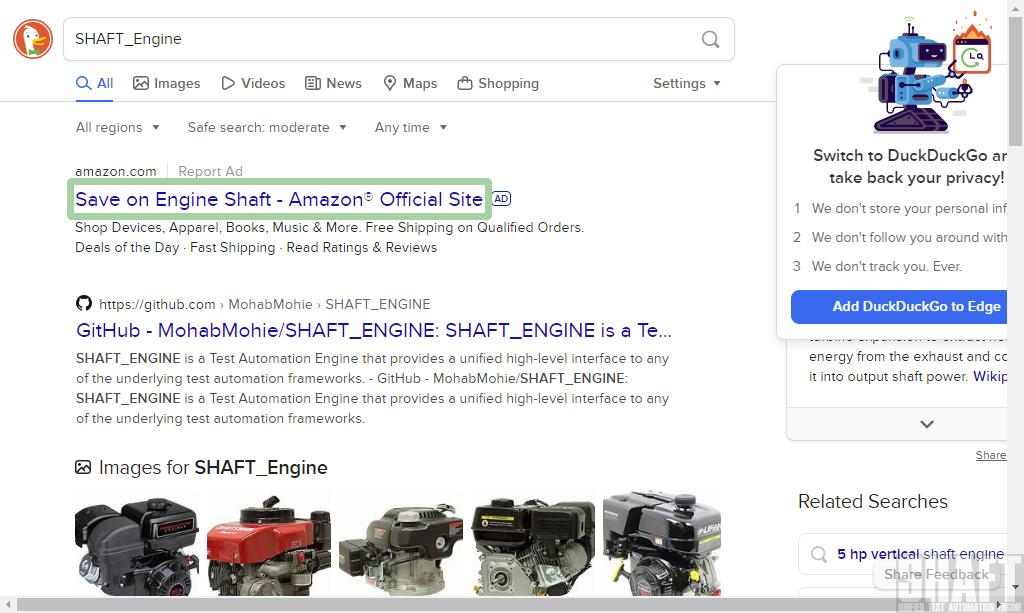 SHAFT_Engine
All Images Videos News Maps Shopping Settings
All regions Safe search: moderate Any time
amazon.com Report Ad
Save on Engine Shaft - Amazon® Official Site AD
Shop Devices, Apparel, Books, Music & More. Free Shipping on Qualified Orders.
Deals of the Day · Fast Shipping · Read Ratings & Reviews
https://github.com › MohabMohie › SHAFT_ENGINE
GitHub - MohabMohie/SHAFT_ENGINE: SHAFT_ENGINE is a Te...
SHAFT_ENGINE is a Test Automation Engine that provides a unified high-level interface to any
of the underlying test automation frameworks. - GitHub - MohabMohie/SHAFT_ENGINE:
SHAFT_ENGINE is a Test Automation Engine that provides a unified high-level interface to any
of the underlying test automation frameworks.
Images for SHAFT_Engine
Switch to DuckDuckGo an
take back your privacy!
1 We don't store your personal inf
2 We don't follow you around with
3 We don't track you. Ever.
Add DuckDuckGo to Edge
energy from the exhaust and co
it into output shaft power. Wikip
Share
Related Searches
5 hp vertical shaft engine
Share Feedback
SHAFT